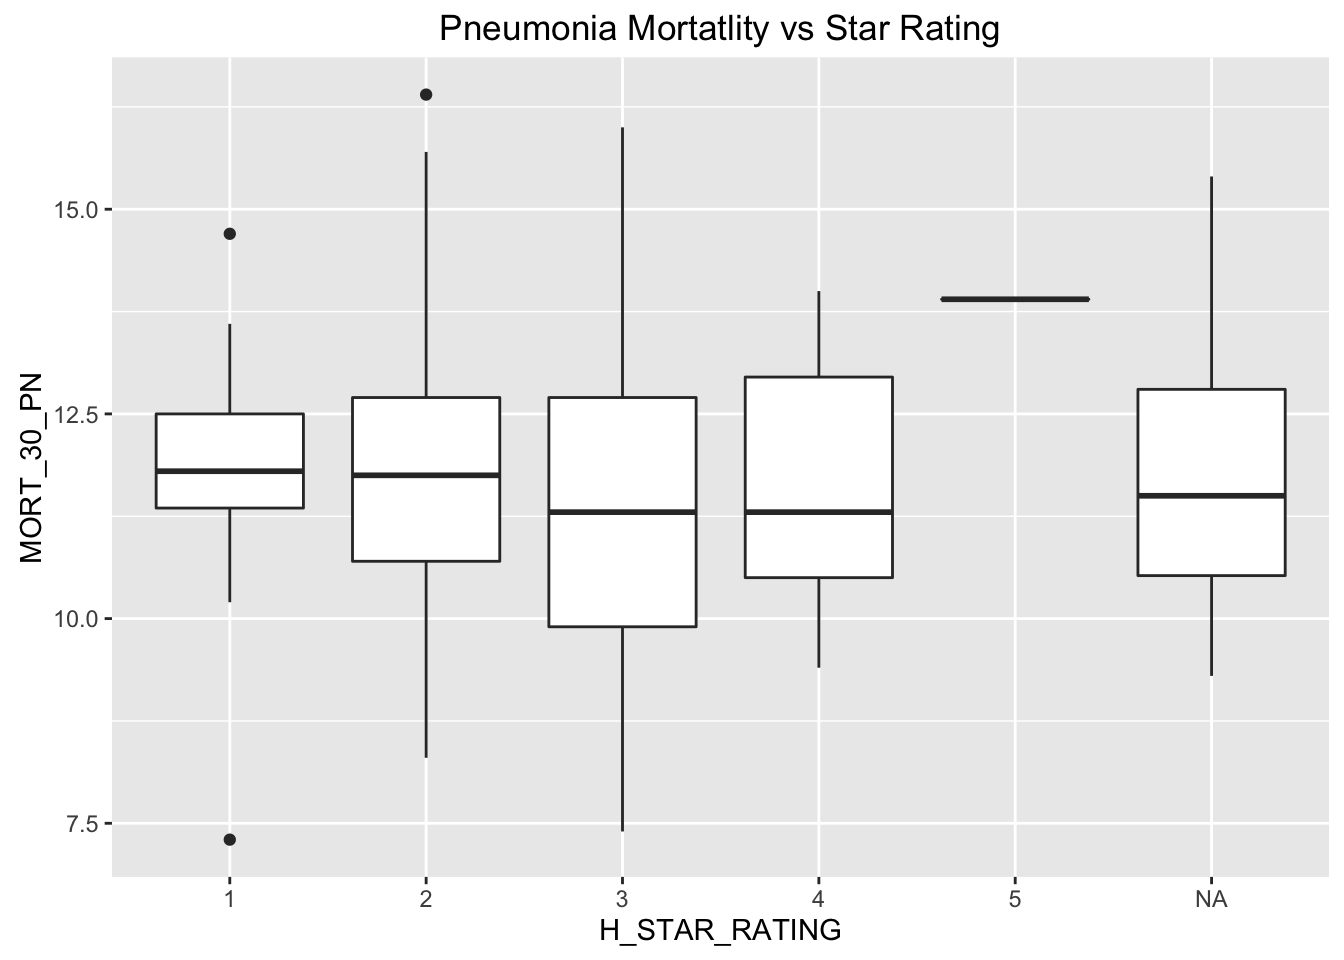 Pneumonia Mortatlity vs Star Rating
MORT_30_PN
15.0
12.5
10.0
7.5
1 2 3 4 5 NA
H_STAR_RATING